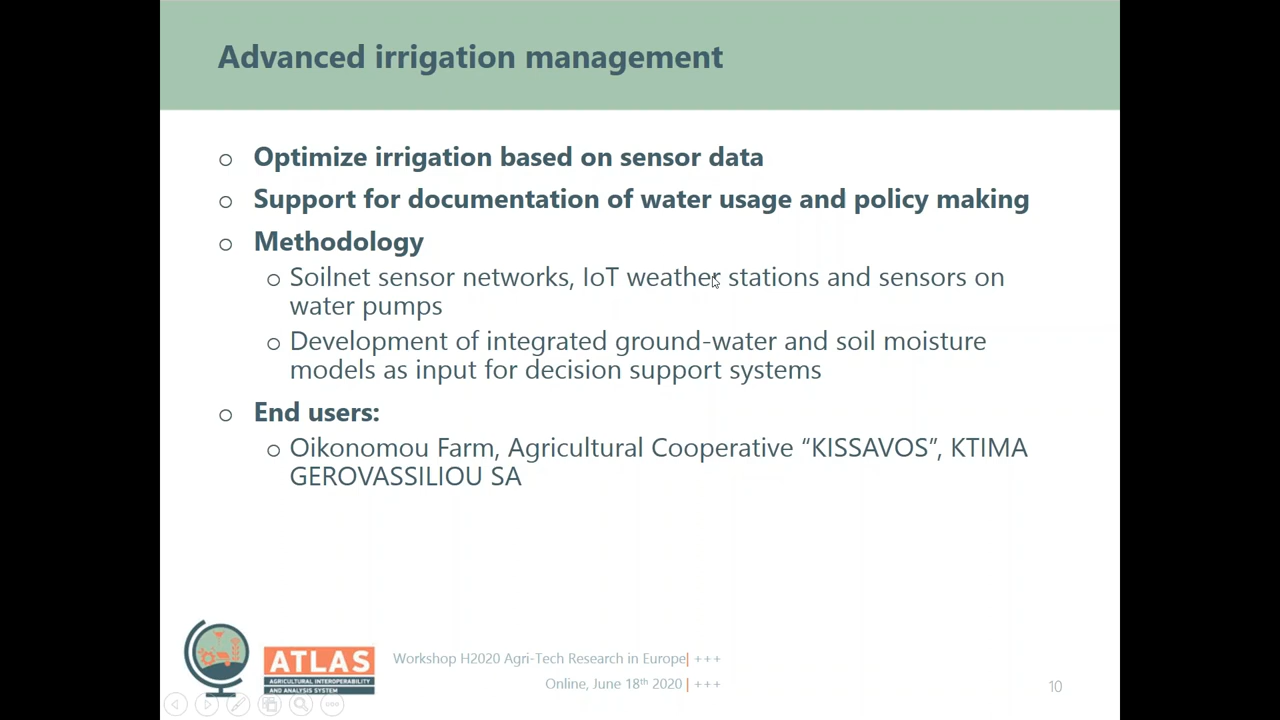 Advanced irrigation management
Optimize irrigation based on sensor data
Support for documentation of water usage and policy making
Methodology
Soilnet sensor networks, IoT weather stations and sensors on
water pumps
Development of integrated ground-water and soil moisture
models as input for decision support systems
End users:
Oikonomou Farm, Agricultural Cooperative “KISSAVOS”, KTIMA
GEROVASSILIOU SA
ATLAS
AGRICULTURAL INTEROPERABILITY
AND ANALYSIS SYSTEM
Workshop H2020 Agri-Tech Research in Europe| +++
Online, June 18th 2020 | +++
10